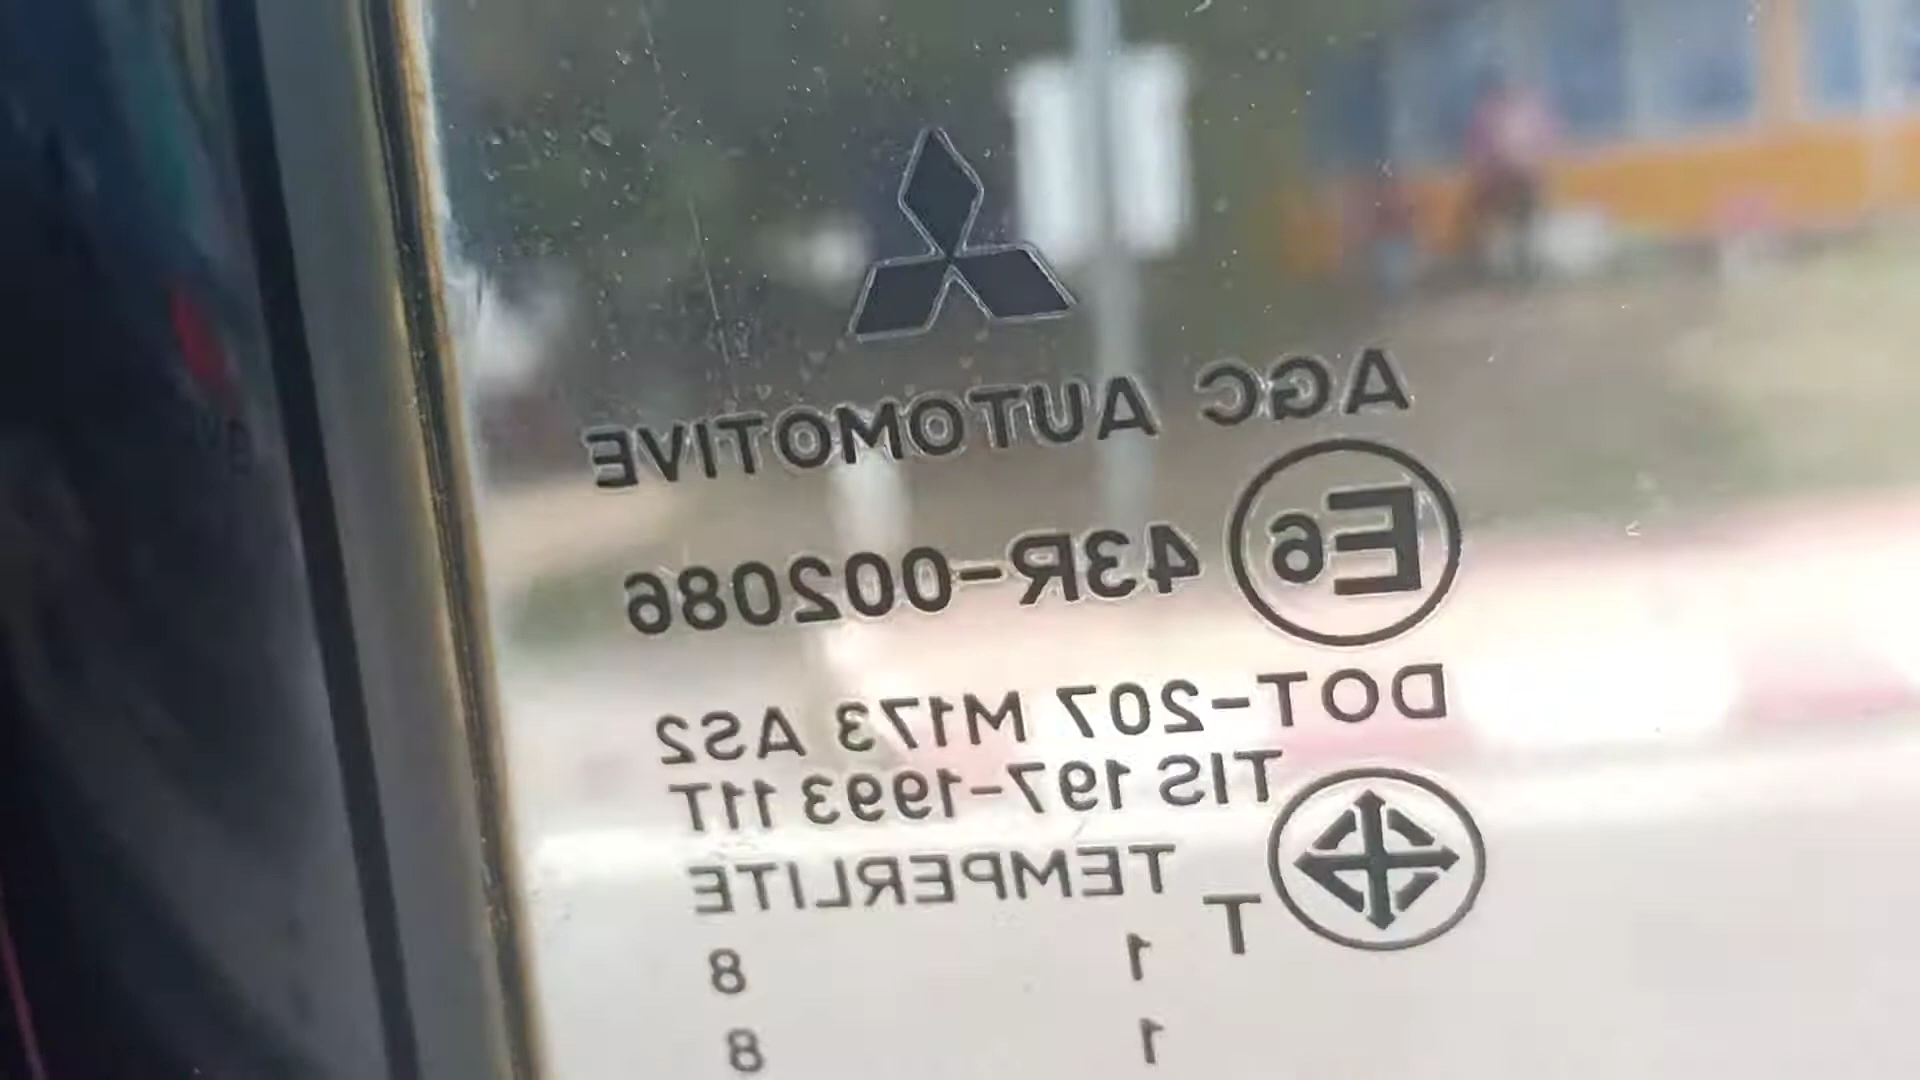 AGC AUTOMOTIVE
E6 43R-002086
DOT-207 M173 AS2
TIS 197-1993 11T
TEMPERLITE
T
1 8
1 8